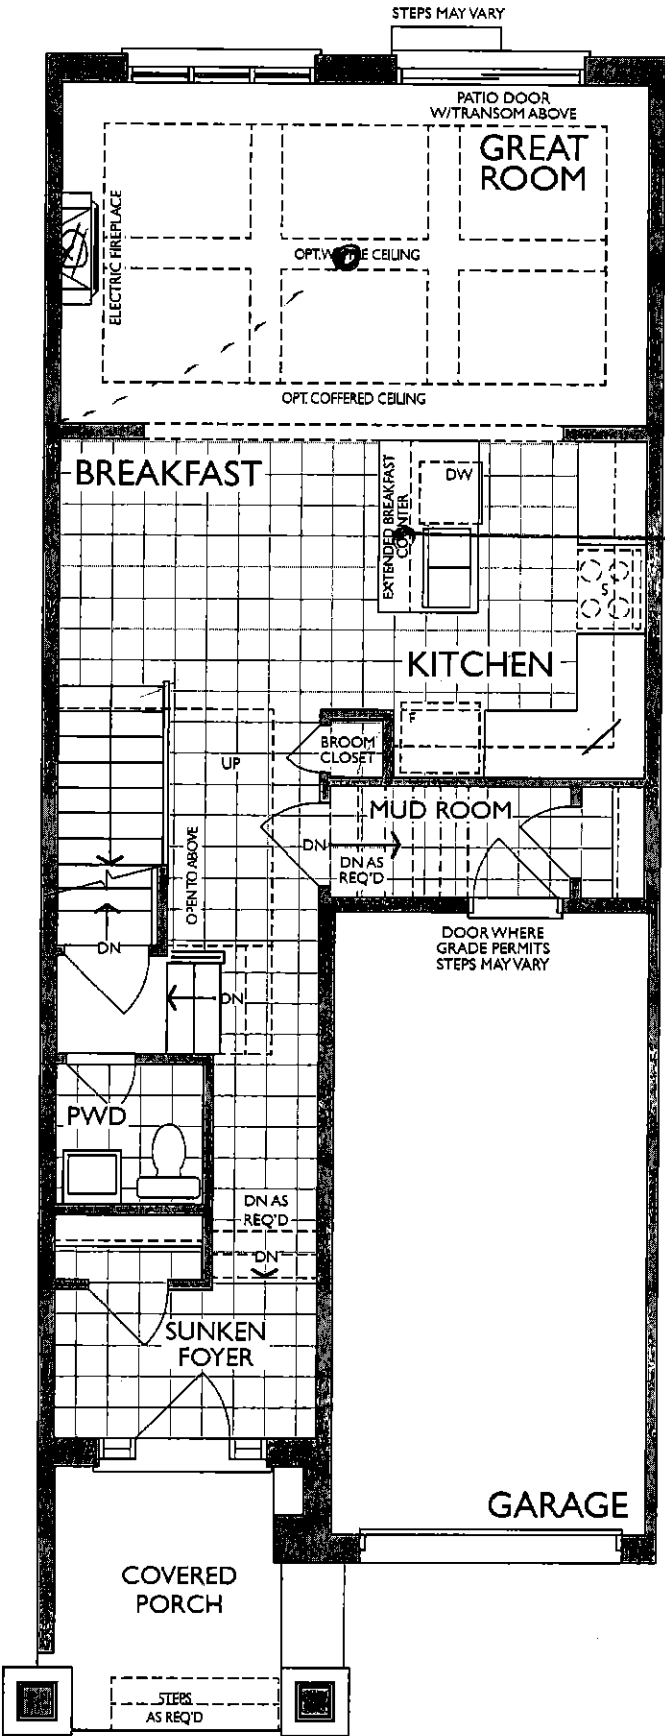 STEPS MAY VARY
PATIO DOOR
W/TRANSOM ABOVE
GREAT
ROOM
ELECTRIC FIREPLACE
OPT. CEILING
OPT. COFFERED CEILING
BREAKFAST
EXTENDED BREAKFAST
COUNTER
DW
S
KITCHEN
F
BROOM
CLOSET
UP
MUD ROOM
DN
DN AS
REQ'D
OPEN TO ABOVE
DN
DOOR WHERE
GRADE PERMITS
STEPS MAY VARY
DN
PWD
DN AS
REQ'D
DN
SUNKEN
FOYER
GARAGE
COVERED
PORCH
STEPS
AS REQ'D